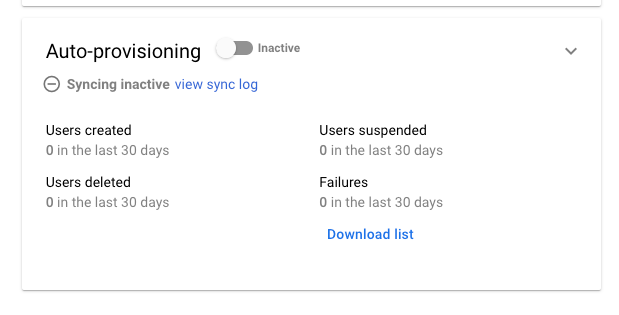 Auto-provisioning Inactive
Syncing inactive view sync log
Users created
0 in the last 30 days
Users suspended
0 in the last 30 days
Users deleted
0 in the last 30 days
Failures
0 in the last 30 days
Download list